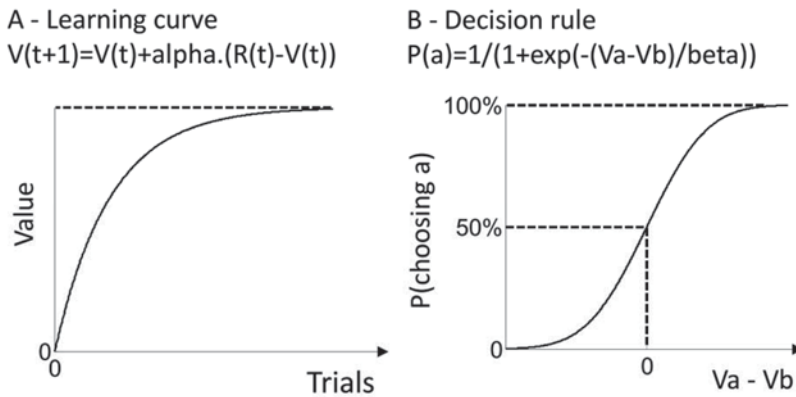 A - Learning curve
V(t+1)=V(t)+alpha.(R(t)-V(t))
Value
0
0
Trials
B - Decision rule
P(a)=1/(1+exp(-(Va-Vb)/beta))
P(choosing a)
100%
50%
0
0
Va - Vb